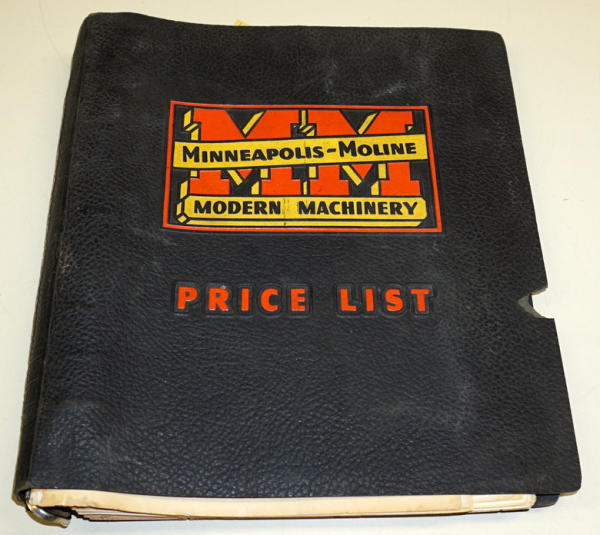 MM
MINNEAPOLIS-MOLINE
MODERN MACHINERY
PRICE LIST